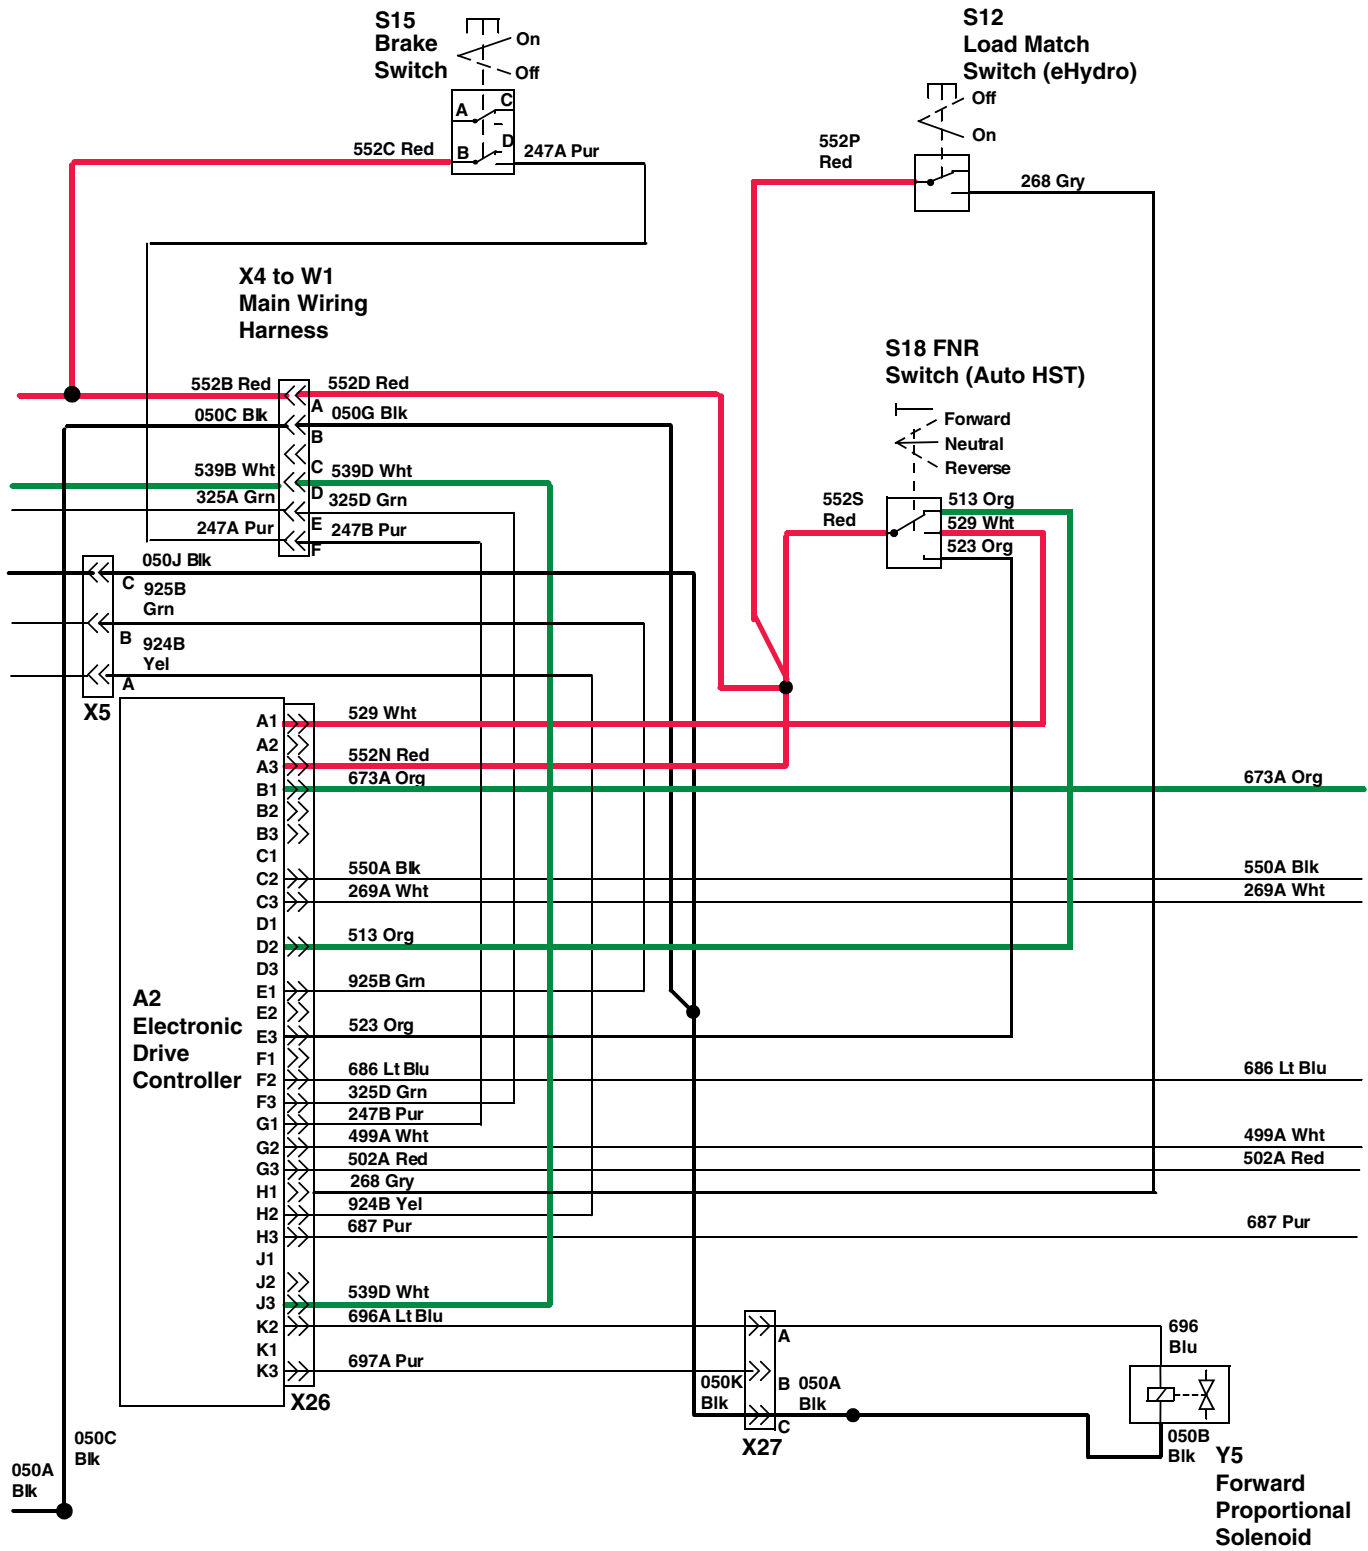 S15
Brake
Switch
On
Off
A
C
B
D
552C Red
247A Pur
S12
Load Match
Switch (eHydro)
Off
On
552P
Red
268 Gry
X4 to W1
Main Wiring
Harness
S18 FNR
Switch (Auto HST)
Forward
Neutral
Reverse
552S
Red
513 Org
529 Wht
523 Org
552B Red
552D Red
A
050C Blk
050G Blk
B
C
539B Wht
539D Wht
D
325A Grn
325D Grn
E
247A Pur
247B Pur
F
050J Blk
C
925B
Grn
B
924B
Yel
A
X5
A1
529 Wht
A2
A3
552N Red
B1
673A Org
673A Org
B2
B3
C1
C2
550A Blk
550A Blk
C3
269A Wht
269A Wht
D1
D2
513 Org
D3
E1
925B Grn
E2
E3
523 Org
F1
F2
686 Lt Blu
686 Lt Blu
F3
325D Grn
G1
247B Pur
G2
499A Wht
499A Wht
G3
502A Red
502A Red
H1
268 Gry
H2
924B Yel
H3
687 Pur
687 Pur
J1
J2
J3
539D Wht
K2
696A Lt Blu
K1
K3
697A Pur
A2
Electronic
Drive
Controller
X26
A
B
C
050K
Blk
050A
Blk
X27
696
Blu
050B
Blk
Y5
Forward
Proportional
Solenoid
050C
Blk
050A
Blk